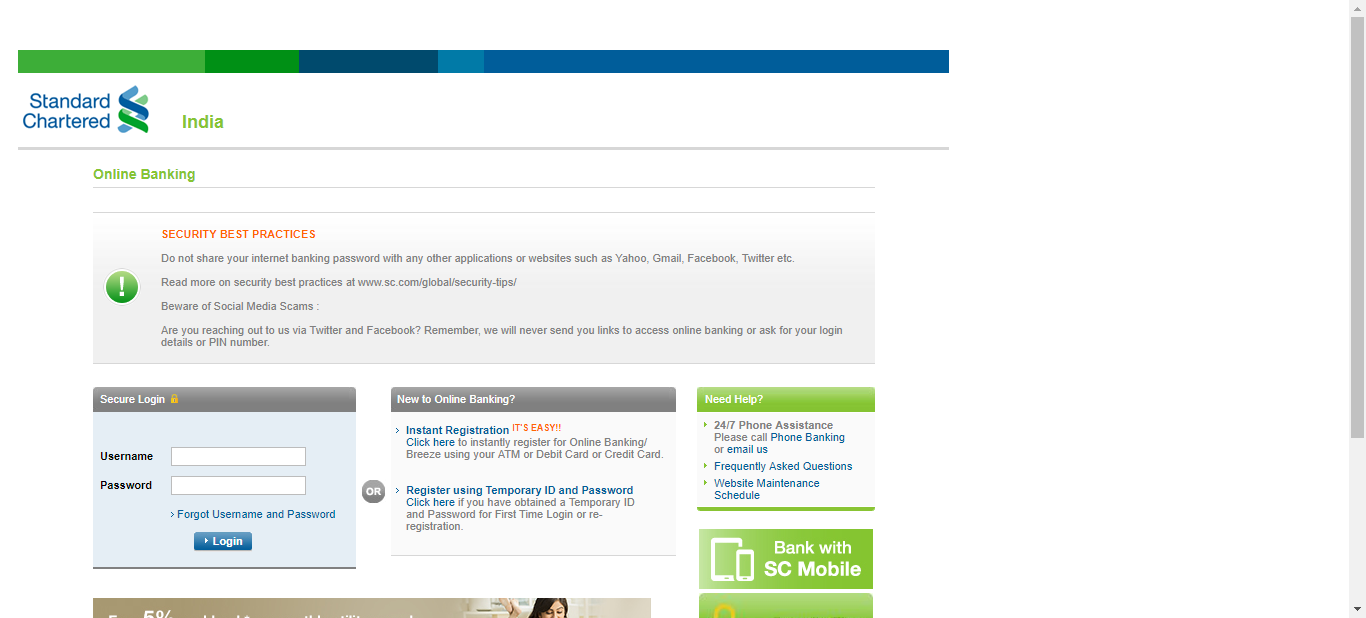 Standard
Chartered
India
Online Banking
SECURITY BEST PRACTICES
Do not share your internet banking password with any other applications or websites such as Yahoo, Gmail, Facebook, Twitter etc.
Read more on security best practices at www.sc.com/global/security-tips/
Beware of Social Media Scams :
Are you reaching out to us via Twitter and Facebook? Remember, we will never send you links to access online banking or ask for your login
details or PIN number.
Secure Login
Username
Password
Forgot Username and Password
Login
OR
New to Online Banking?
Instant Registration IT'S EASY!!
Click here to instantly register for Online Banking/
Breeze using your ATM or Debit Card or Credit Card.
Register using Temporary ID and Password
Click here if you have obtained a Temporary ID
and Password for First Time Login or re-
registration.
Need Help?
24/7 Phone Assistance
Please call Phone Banking
or email us
Frequently Asked Questions
Website Maintenance
Schedule
Bank with
SC Mobile
5%